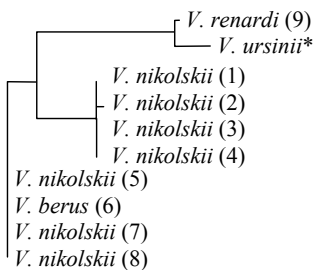 V. renardi (9)
V. ursinii*
V. nikolskii (1)
V. nikolskii (2)
V. nikolskii (3)
V. nikolskii (4)
V. nikolskii (5)
V. berus (6)
V. nikolskii (7)
V. nikolskii (8)